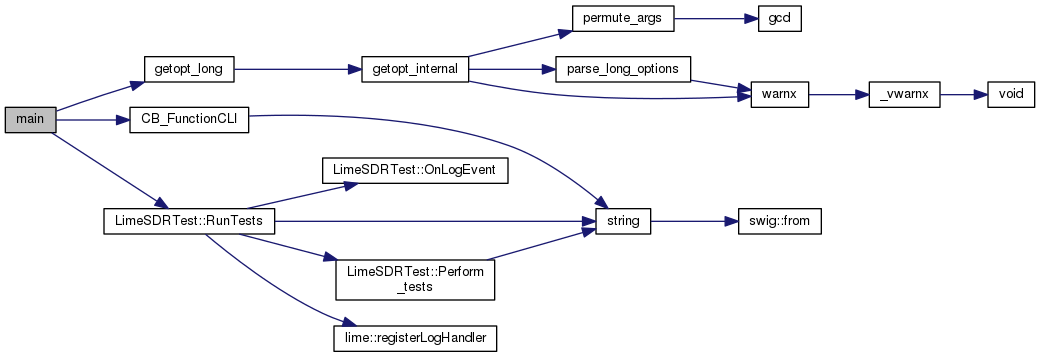 permute_args
gcd
getopt_long
getopt_internal
parse_long_options
warnx
_vwarnx
void
main
CB_FunctionCLI
LimeSDRTest::OnLogEvent
LimeSDRTest::RunTests
string
swig::from
LimeSDRTest::Perform
_tests
lime::registerLogHandler